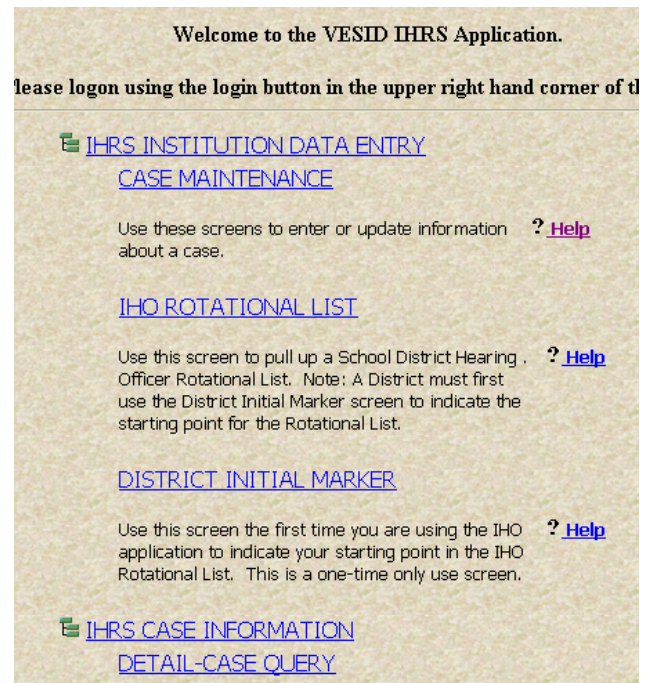 Welcome to the VESID IHRS Application.
lease logon using the login button in the upper right hand corner of
IHRS INSTITUTION DATA ENTRY
CASE MAINTENANCE
Use these screens to enter or update information ? Help
about a case.
IHO ROTATIONAL LIST
Use this screen to pull up a School District Hearing . ? Help
Officer Rotational List. Note: A District must first
use the District Initial Marker screen to indicate the
starting point for the Rotational List.
DISTRICT INITIAL MARKER
Use this screen the first time you are using the IHO ? Help
application to indicate your starting point in the IHO
Rotational List. This is a one-time only use screen.
IHRS CASE INFORMATION
DETAIL-CASE QUERY